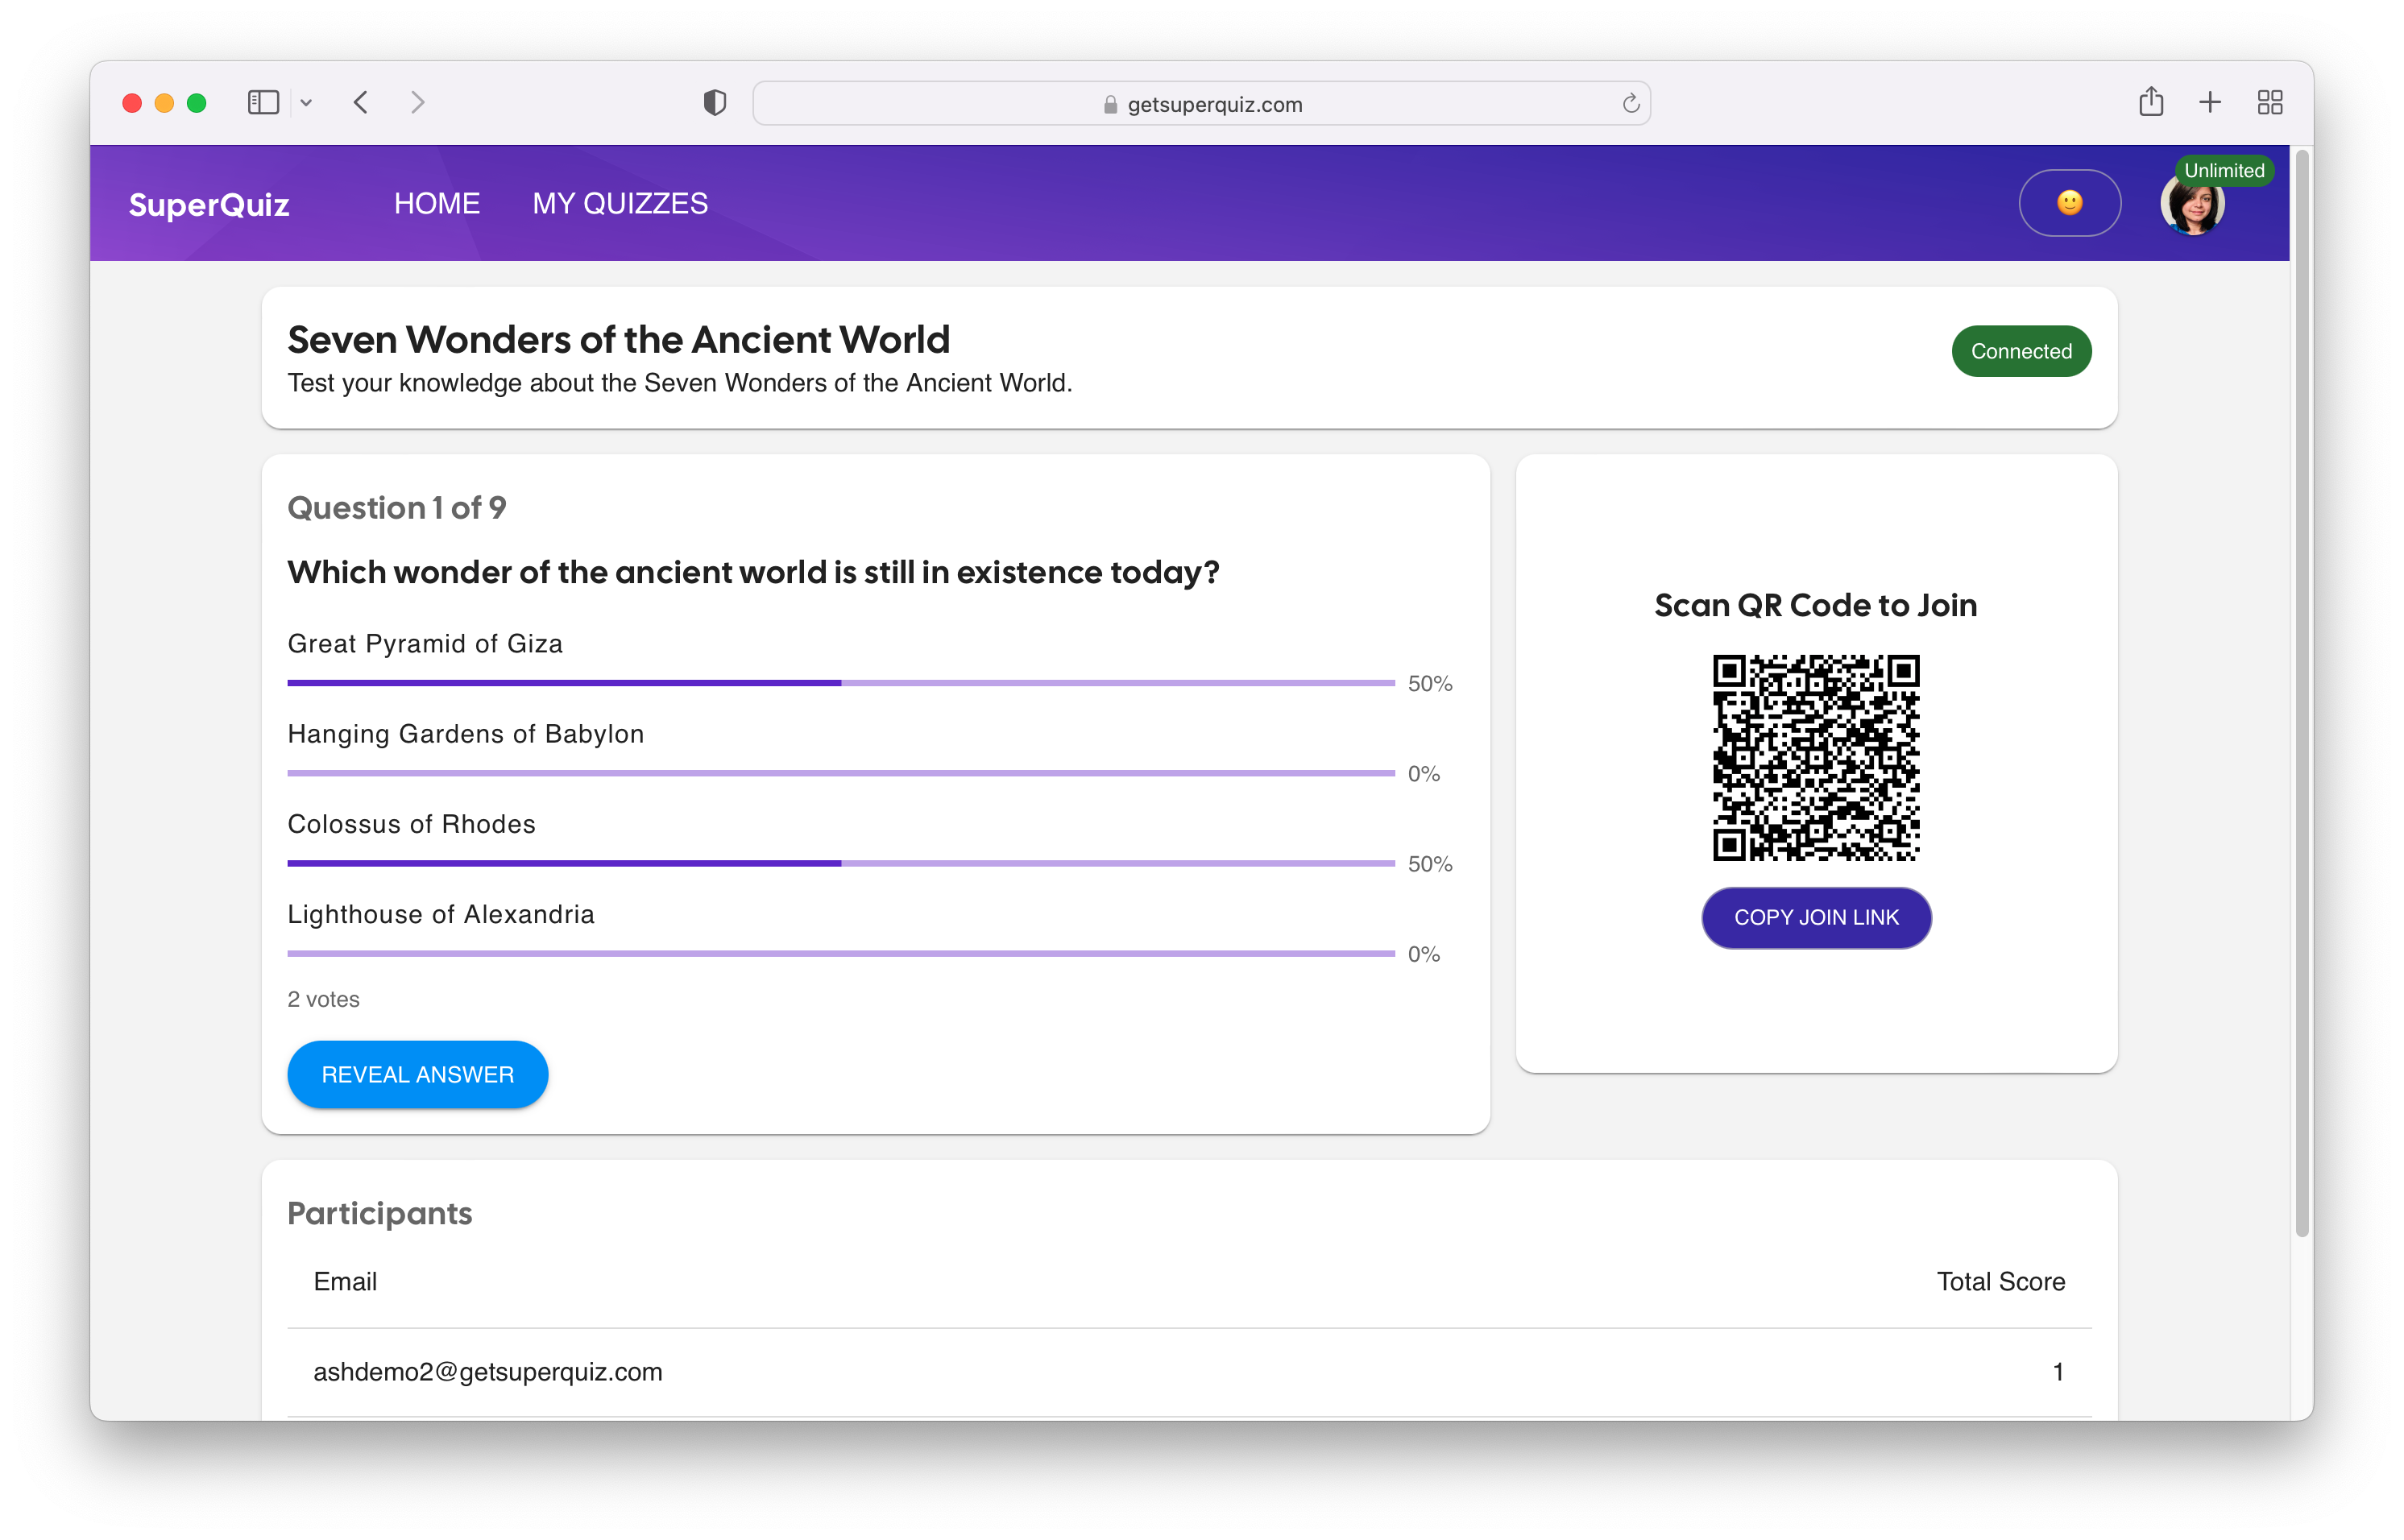 getsuperquiz.com
SuperQuiz HOME MY QUIZZES 🙂 Unlimited
Seven Wonders of the Ancient World
Connected
Test your knowledge about the Seven Wonders of the Ancient World.
Question 1 of 9
Which wonder of the ancient world is still in existence today?
Great Pyramid of Giza
50%
Hanging Gardens of Babylon
0%
Colossus of Rhodes
50%
Lighthouse of Alexandria
0%
2 votes
REVEAL ANSWER
Scan QR Code to Join
COPY JOIN LINK
Participants
Email Total Score
ashdemo2@getsuperquiz.com 1